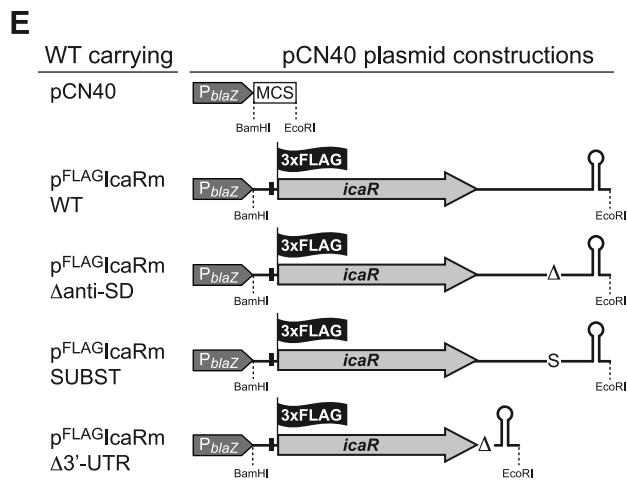 E
WT carrying pCN40 plasmid constructions
pCN40 PblaZ MCS
BamHI EcoRI
3xFLAG
pFLAGIcaRm WT PblaZ icaR
BamHI EcoRI
3xFLAG
pFLAGIcaRm Δanti-SD PblaZ icaR Δ
BamHI EcoRI
3xFLAG
pFLAGIcaRm SUBST PblaZ icaR S
BamHI EcoRI
3xFLAG
pFLAGIcaRm Δ3'-UTR PblaZ icaR Δ
BamHI EcoRI